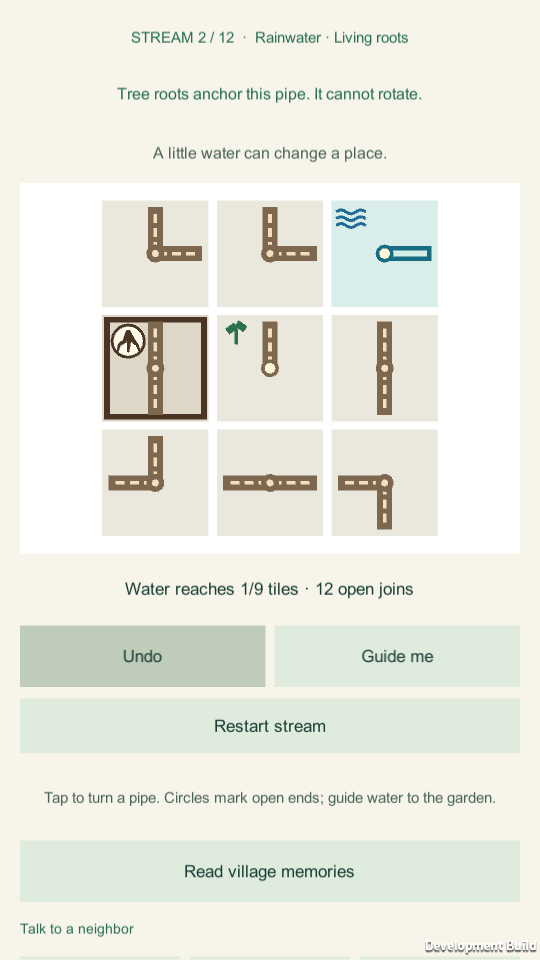 STREAM 2 / 12 · Rainwater · Living roots
Tree roots anchor this pipe. It cannot rotate.
A little water can change a place.
Water reaches 1/9 tiles · 12 open joins
Undo
Guide me
Restart stream
Tap to turn a pipe. Circles mark open ends; guide water to the garden.
Read village memories
Talk to a neighbor
Development Build